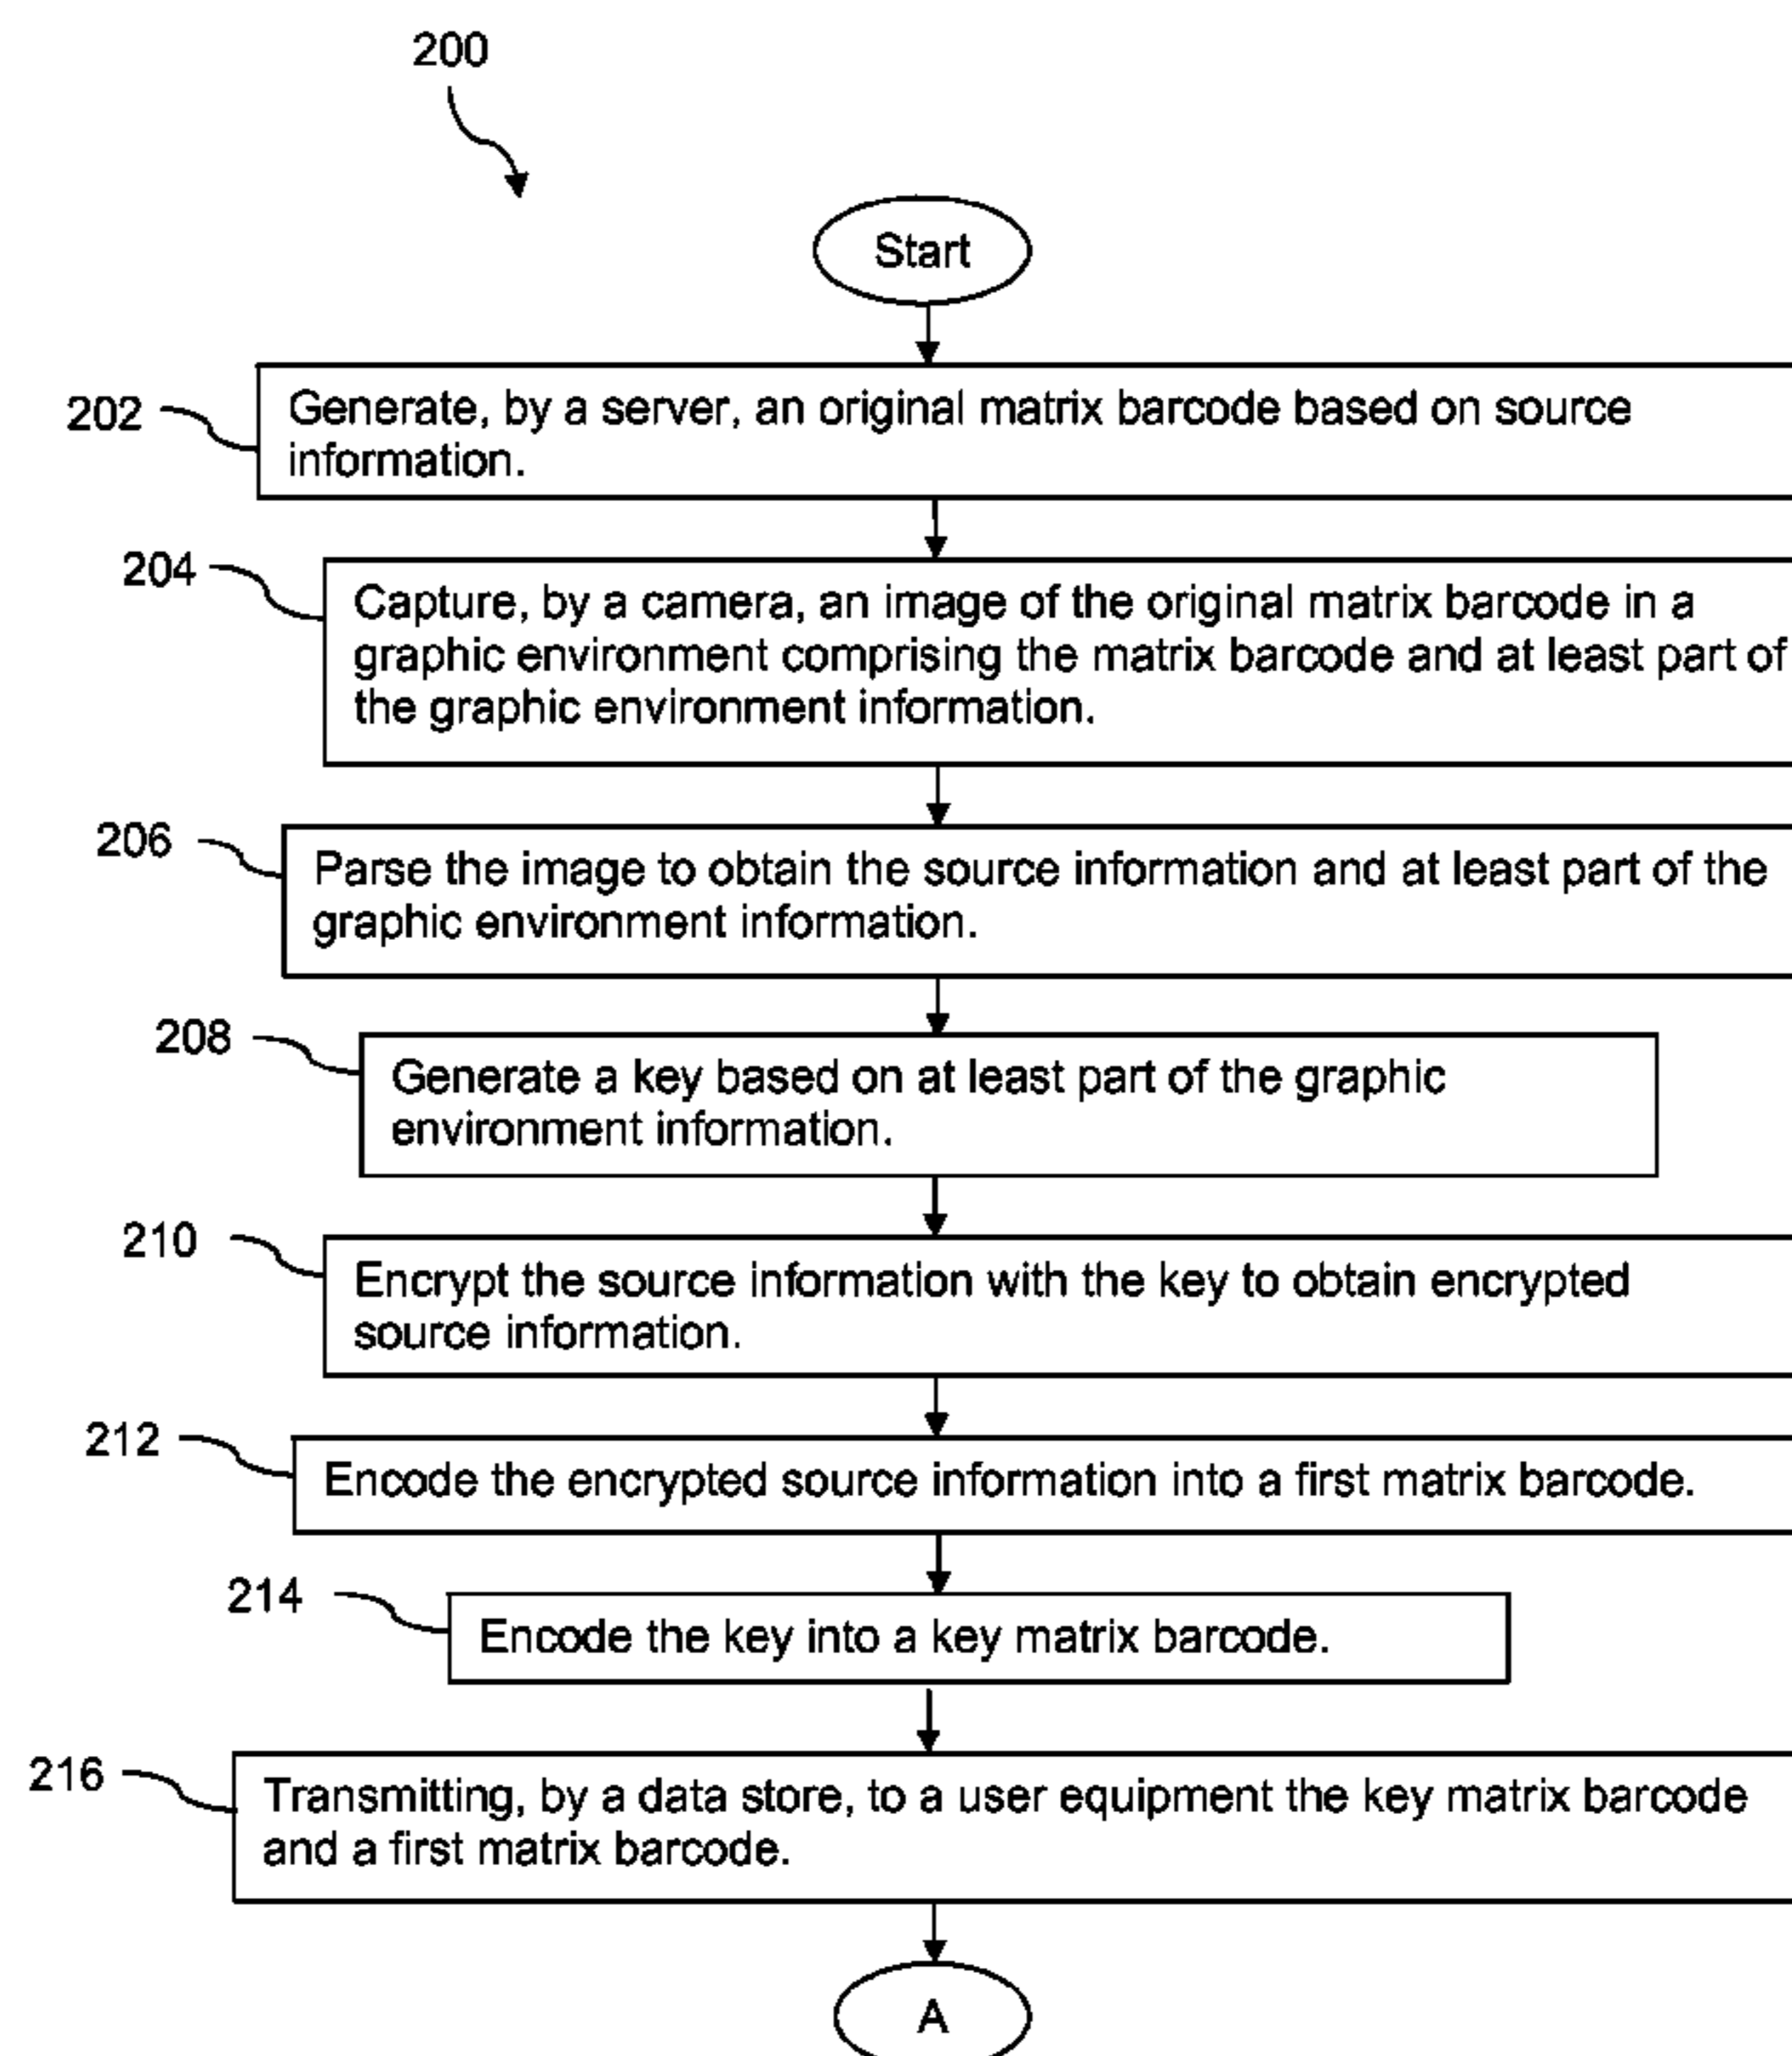 200
Start
202
Generate, by a server, an original matrix barcode based on source
information.
204
Capture, by a camera, an image of the original matrix barcode in a
graphic environment comprising the matrix barcode and at least part of
the graphic environment information.
206
Parse the image to obtain the source information and at least part of the
graphic environment information.
208
Generate a key based on at least part of the graphic
environment information.
210
Encrypt the source information with the key to obtain encrypted
source information.
212
Encode the encrypted source information into a first matrix barcode.
214
Encode the key into a key matrix barcode.
216
Transmitting, by a data store, to a user equipment the key matrix barcode
and a first matrix barcode.
A